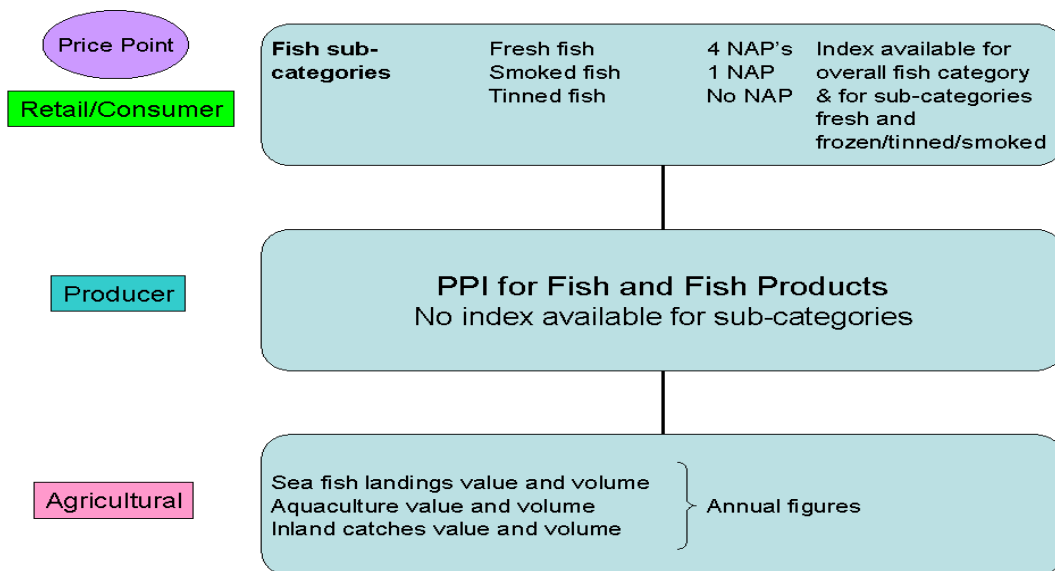 Price Point
Retail/Consumer
Fish sub-
categories
Fresh fish
Smoked fish
Tinned fish
4 NAP's
1 NAP
No NAP
Index available for
overall fish category
& for sub-categories
fresh and
frozen/tinned/smoked
Producer
PPI for Fish and Fish Products
No index available for sub-categories
Agricultural
Sea fish landings value and volume
Aquaculture value and volume
Inland catches value and volume
Annual figures